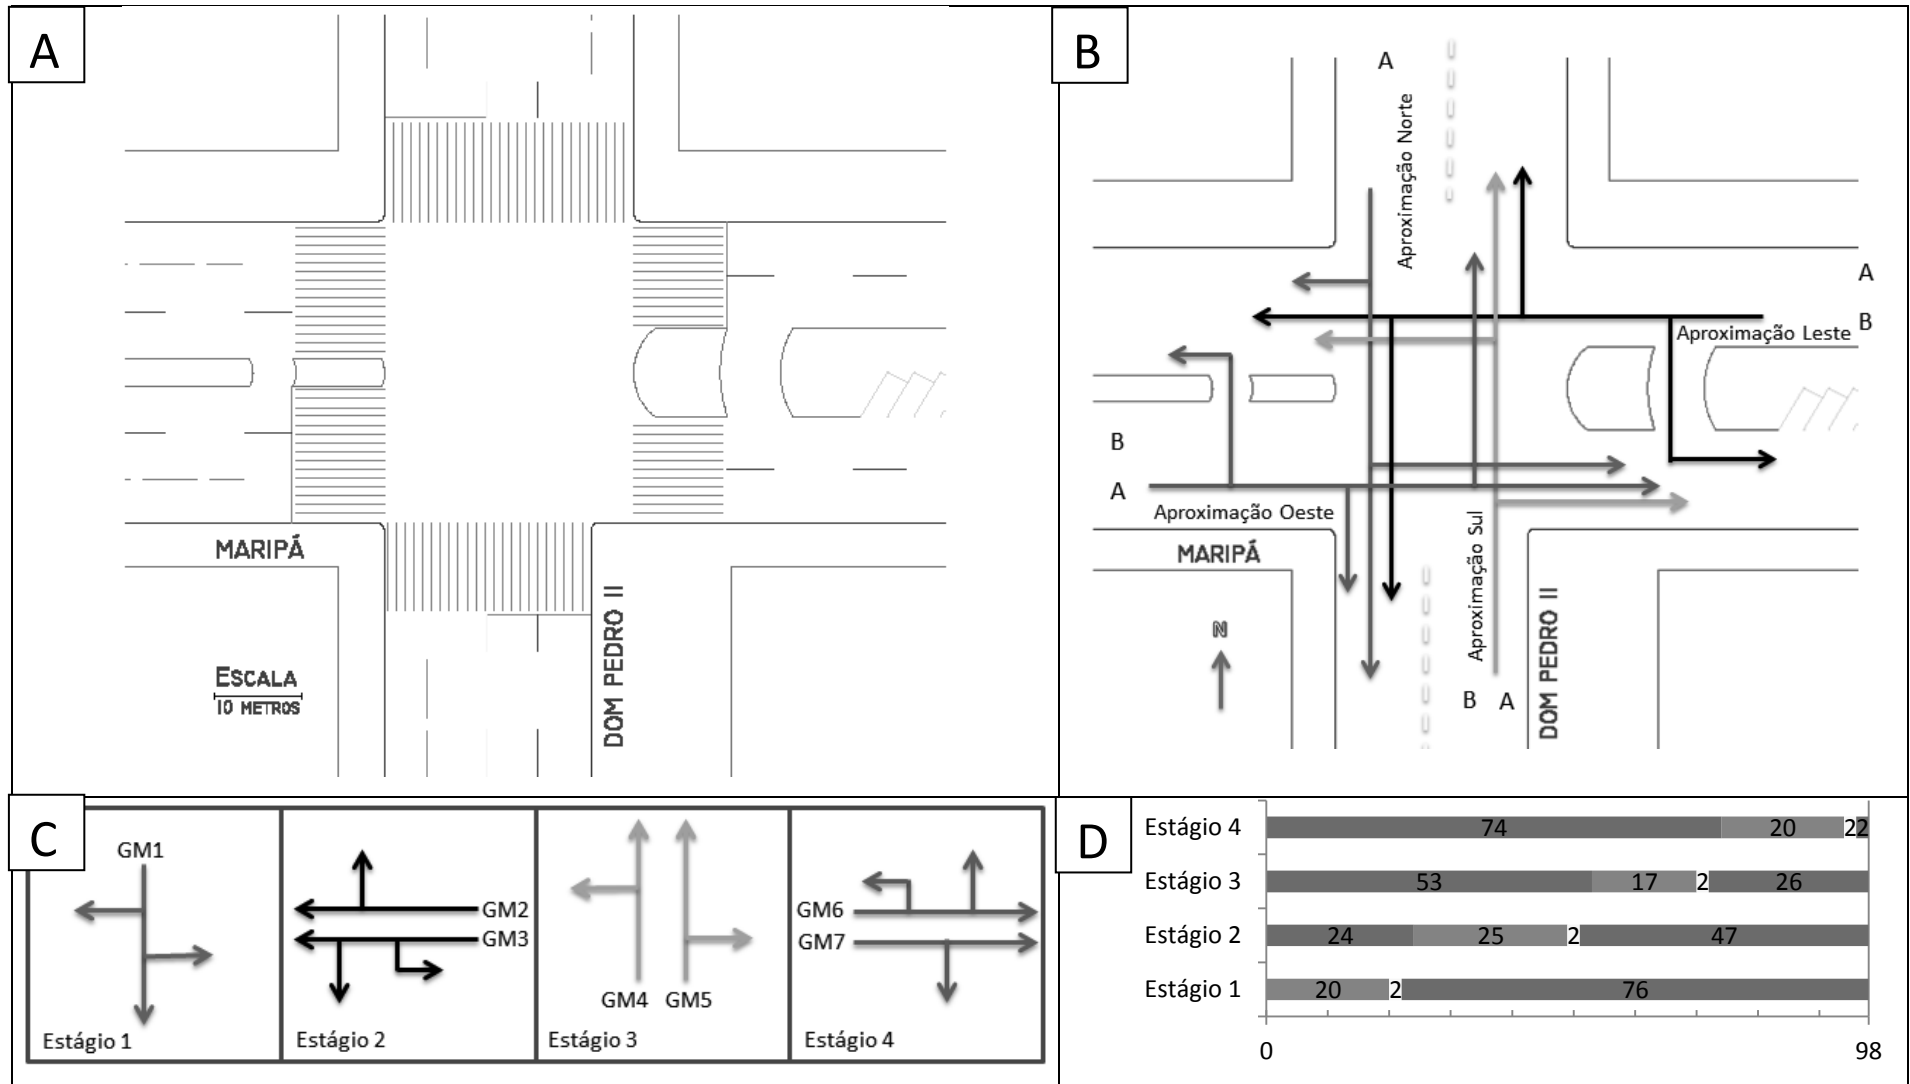 A
MARIPÁ
ESCALA
10 METROS
DOM PEDRO II
B
A
Aproximação Norte
A
B
Aproximação Leste
B
A
Aproximação Oeste
MARIPÁ
Aproximação Sul
N
B A
DOM PEDRO II
C
GM1
Estágio 1
GM2
GM3
Estágio 2
GM4 GM5
Estágio 3
GM6
GM7
Estágio 4
D
Estágio 4 74 20 2 2
Estágio 3 53 17 2 26
Estágio 2 24 25 2 47
Estágio 1 20 2 76
0 98